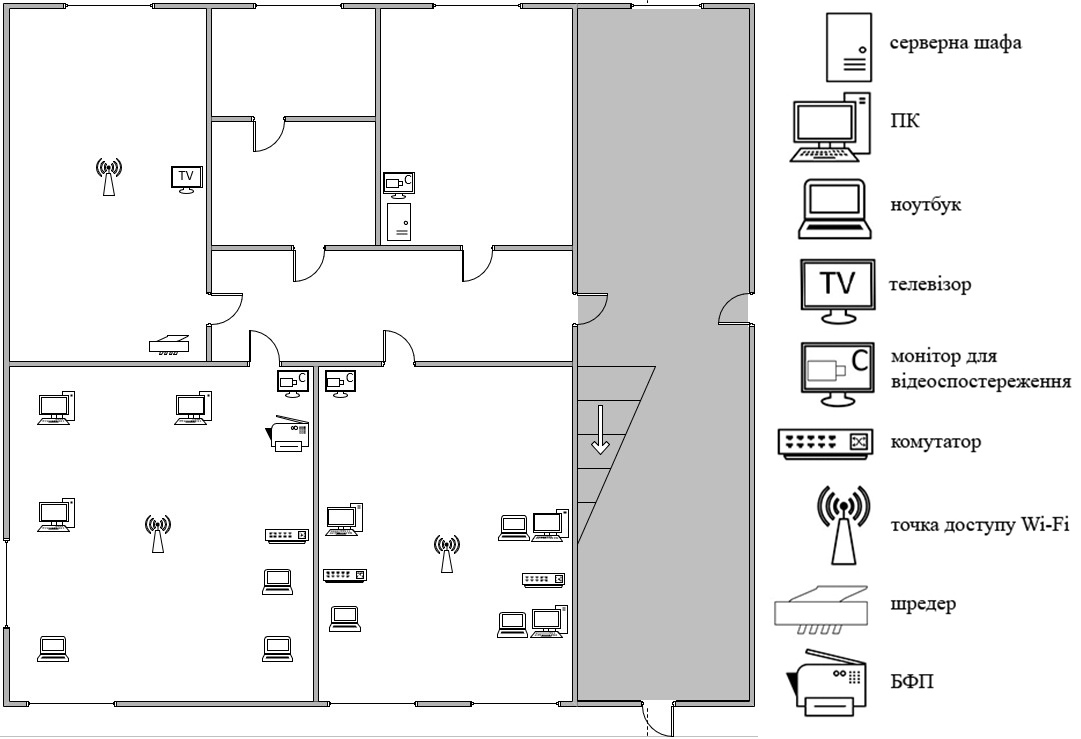 серверна шафа
ПК
ноутбук
TV
TV
телевізор
C
C
монітор для
відеоспостереження
C
C
комутатор
точка доступу Wi-Fi
шредер
БФП